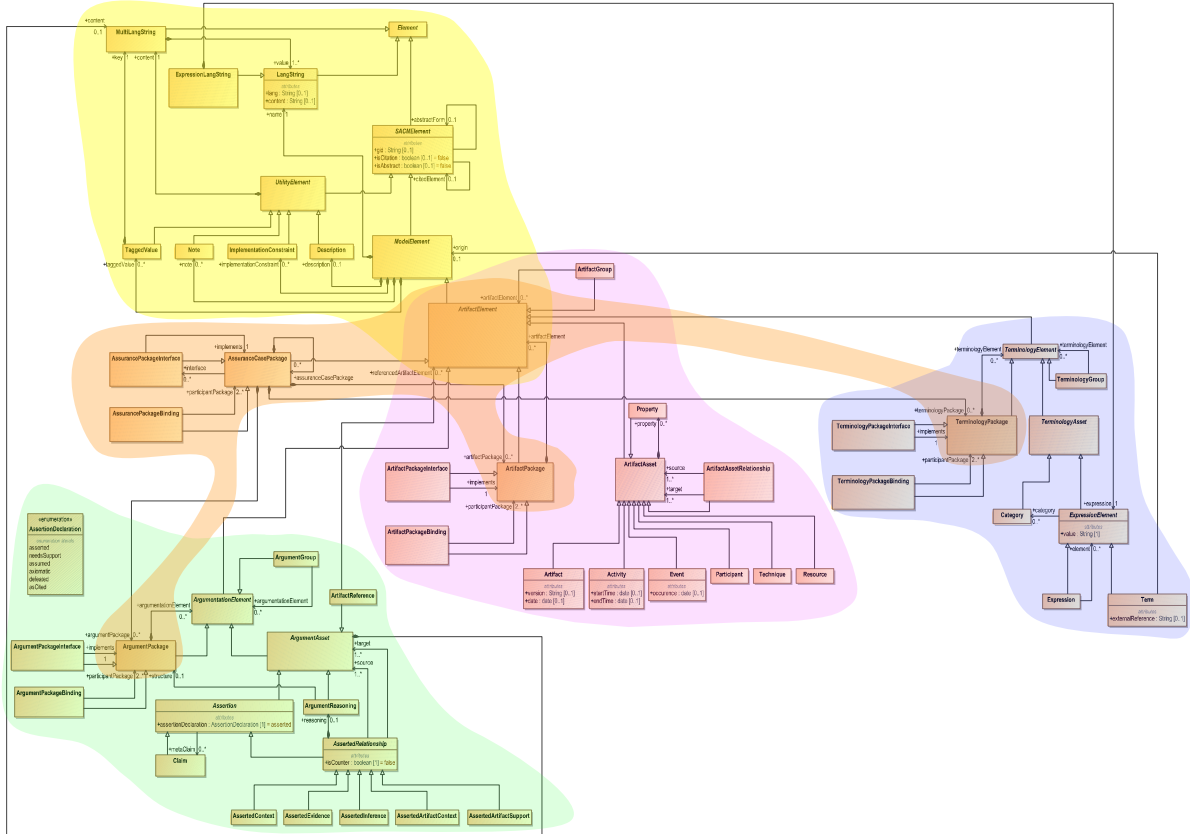 +content
0..1
MultiLangString
Element
+key 1
+content 1
+value 1..*
ExpressionLangString
LangString
attributes
+lang : String [0..1]
+content : String [0..1]
+name 1
+abstractForm 0..1
SACMElement
attributes
+gid : String [0..1]
+isCitation : boolean [0..1] = false
+isAbstract : boolean [0..1] = false
+citedElement 0..1
UtilityElement
ModelElement
+origin
0..1
TaggedValue
Note
ImplementationConstraint
Description
+taggedValue 0..*
+note 0..*
+implementationConstraint 0..*
+description 0..1
ArtifactGroup
+artifactElement 0..*
ArtifactElement
+artifactElement
0..*
+implements 1
AssurancePackageInterface
AssuranceCasePackage
0..*
+interface
0..*
+assuranceCasePackage
+referencedArtifactElement 0..*
+participantPackage 2..*
AssurancePackageBinding
+terminologyElement
0..*
TerminologyElement
+terminologyElement
0..*
TerminologyGroup
+terminologyPackage 0..*
TerminologyPackageInterface
+implements
1
TerminologyPackage
TerminologyAsset
+participantPackage 2..*
TerminologyPackageBinding
Property
+property 0..*
+artifactPackage 0..*
ArtifactPackageInterface
+implements
1
ArtifactPackage
ArtifactAsset
+source
1..*
+target
1..*
ArtifactAssetRelationship
+participantPackage 2..*
ArtifactPackageBinding
+expression 1
Category
+category
0..*
ExpressionElement
attributes
+value : String [1]
+element 0..*
Expression
Term
attributes
+externalReference : String [0..1]
Artifact
attributes
+version : String [0..1]
+date : date [0..1]
Activity
attributes
+startTime : date [0..1]
+endTime : date [0..1]
Event
attributes
+occurence : date [0..1]
Participant
Technique
Resource
«enumeration»
AssertionDeclaration
enumeration literals
asserted
needsSupport
assumed
axiomatic
defeated
asCited
ArgumentGroup
+argumentationElement
0..*
ArgumentationElement
+argumentationElement
0..*
ArgumentReference
+argumentPackage 0..*
ArgumentPackageInterface
+implements
1
ArgumentPackage
ArgumentAsset
+target
1..*
+source
1..*
+participantPackage 2..*
+structure 0..1
ArgumentPackageBinding
Assertion
attributes
+assertionDeclaration : AssertionDeclaration [1] = asserted
ArgumentReasoning
+reasoning 0..1
+metaClaim 0..*
Claim
AssertedRelationship
attributes
+isCounter : boolean [1] = false
AssertedContext
AssertedEvidence
AssertedInference
AssertedArtifactContext
AssertedArtifactSupport